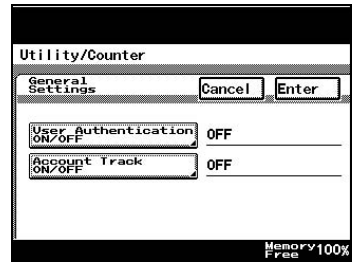 Utility/Counter
General
Settings
Cancel
Enter
User Authentication
ON/OFF
OFF
Account Track
ON/OFF
OFF
Memory
Free
100%